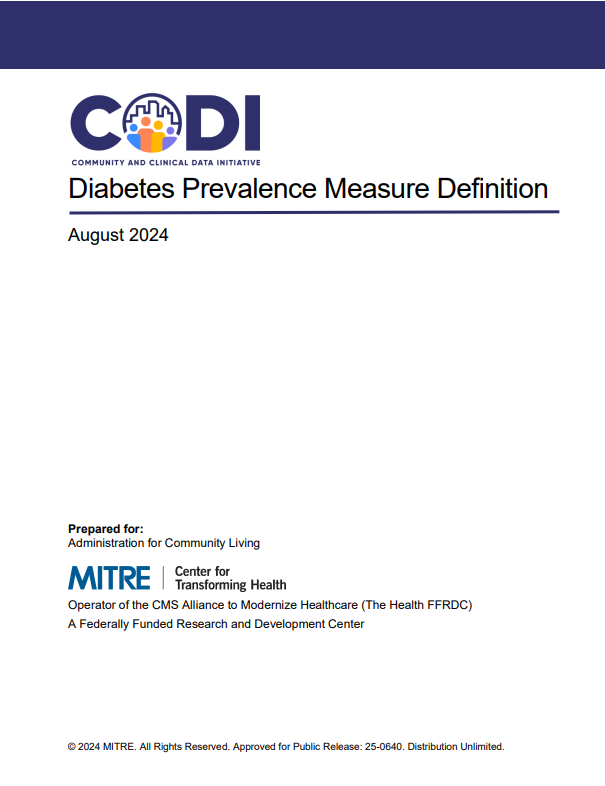 CODI
COMMUNITY AND CLINICAL DATA INITIATIVE
Diabetes Prevalence Measure Definition
August 2024
Prepared for:
Administration for Community Living
MITRE | Center for
Transforming Health
Operator of the CMS Alliance to Modernize Healthcare (The Health FFRDC)
A Federally Funded Research and Development Center
© 2024 MITRE. All Rights Reserved. Approved for Public Release: 25-0640. Distribution Unlimited.